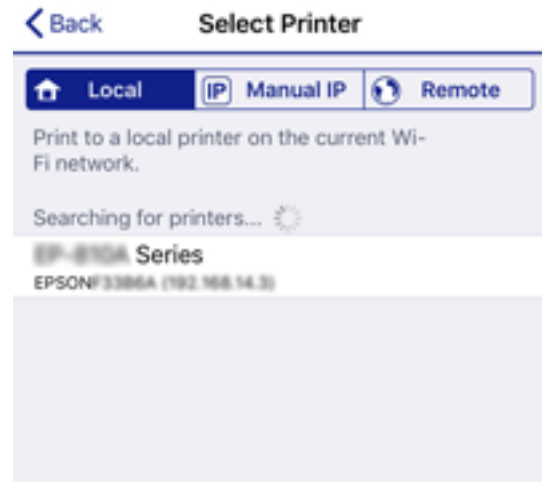 Back Select Printer
Local IP Manual IP Remote
Print to a local printer on the current Wi-
Fi network.
Searching for printers...
Series
EPSON